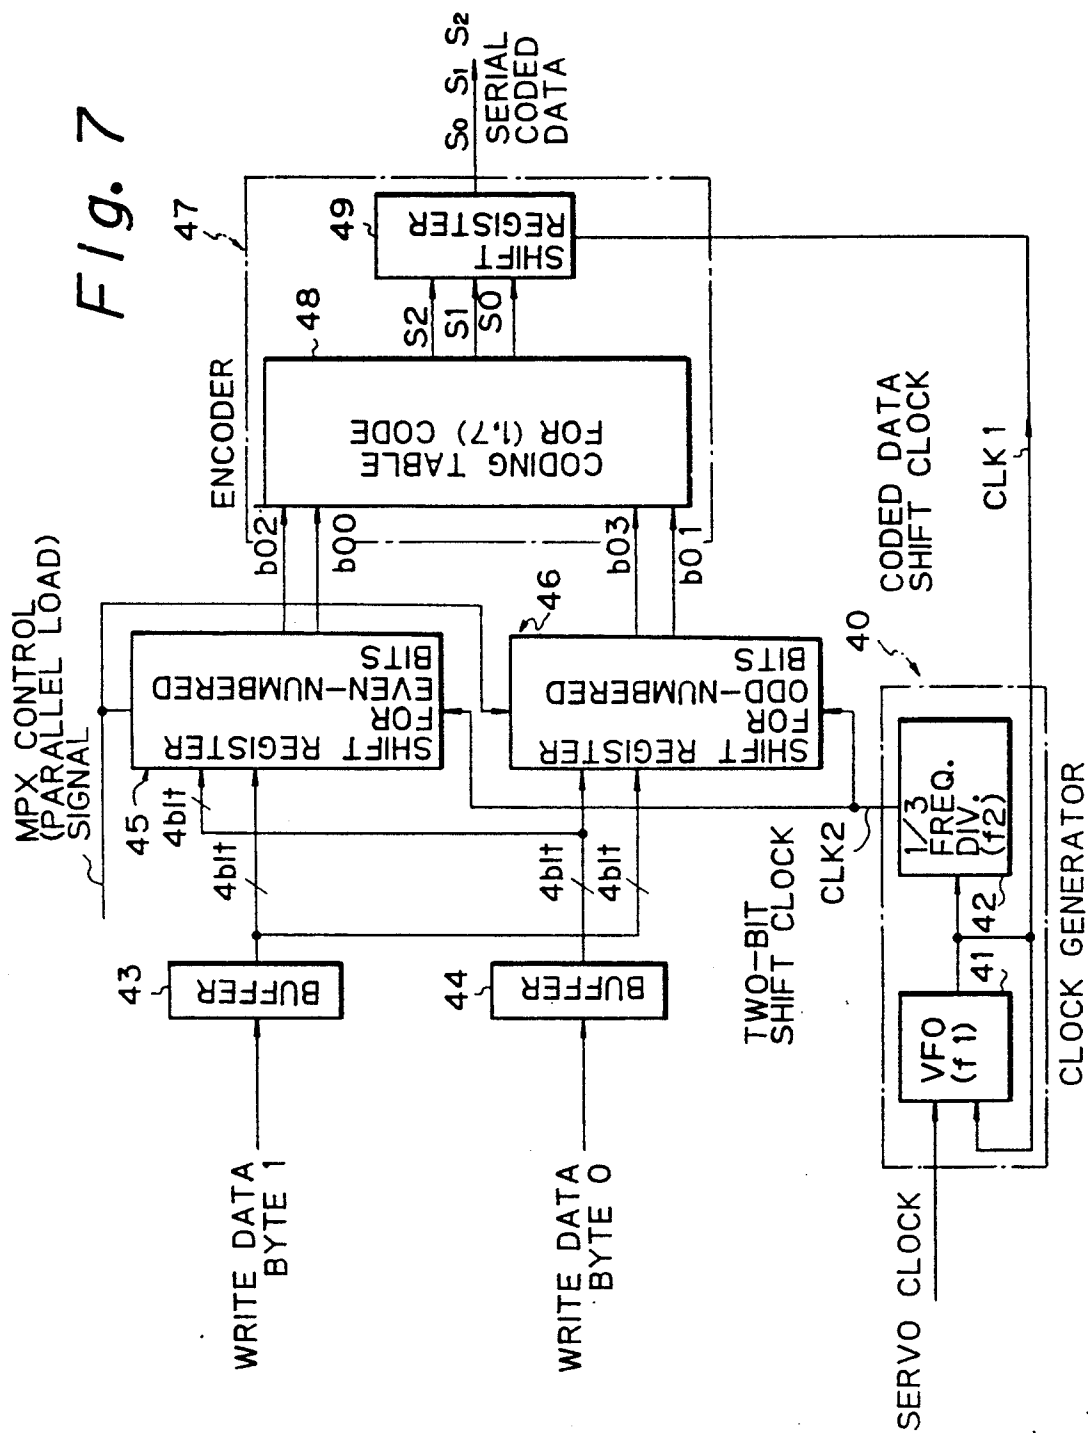 Fig. 7
MPX CONTROL
(PARALLEL LOAD)
SIGNAL
ENCODER
47
WRITE DATA
BYTE 1
43
BUFFER
4bit
4bit
45
SHIFT REGISTER
FOR
EVEN-NUMBERED
BITS
b02
b00
48
CODING TABLE
FOR (1,7) CODE
S2
S1
S0
49
SHIFT
REGISTER
S0 S1 S2
SERIAL
CODED
DATA
WRITE DATA
BYTE 0
44
BUFFER
4bit
4bit
46
SHIFT REGISTER
FOR
ODD-NUMBERED
BITS
b03
b01
TWO-BIT
SHIFT CLOCK
CLK2
CODED DATA
SHIFT CLOCK
CLK1
40
SERVO CLOCK
VFO
(f1)
41
1/3
FREQ.
DIV.
(f2)
42
CLOCK GENERATOR